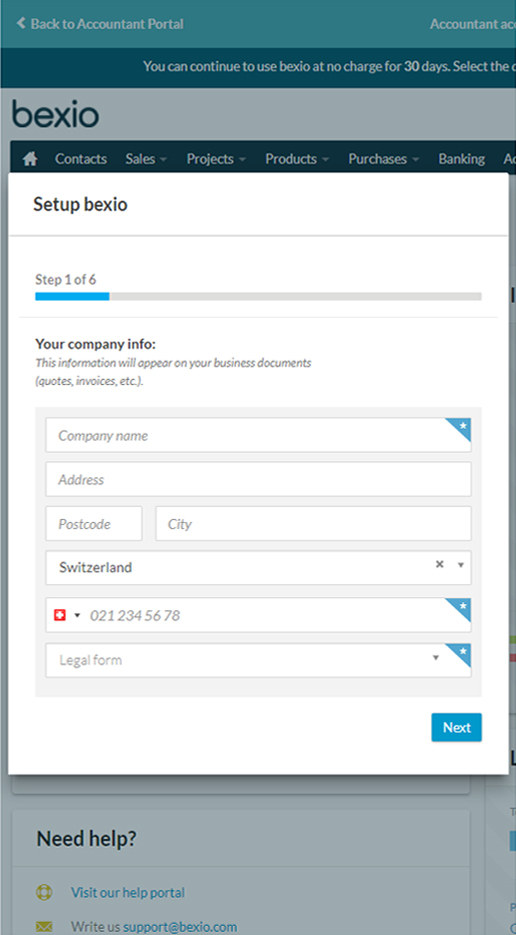 Back to Accountant Portal
Accountant
You can continue to use bexio at no charge for 30 days. Select the
bexio
Contacts Sales Projects Products Purchases Banking
Setup bexio
Step 1 of 6
Your company info:
This information will appear on your business documents
(quotes, invoices, etc.).
Company name
Address
Postcode City
Switzerland ×
021 234 56 78
Legal form
Next
Need help?
Visit our help portal
Write us support@bexio.com